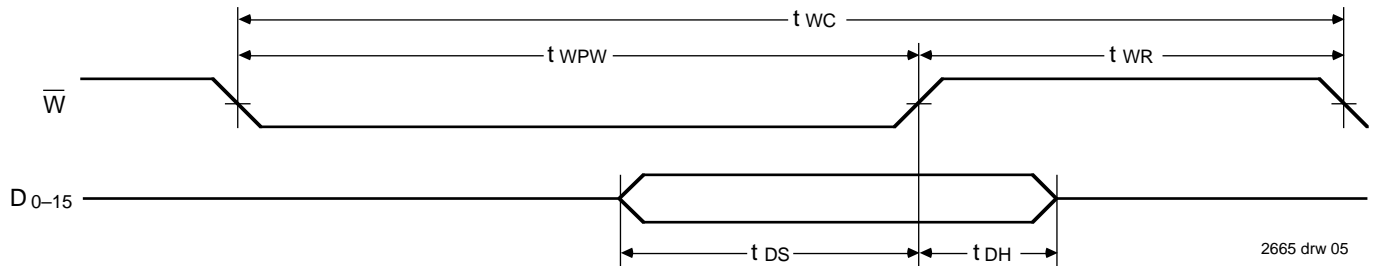 t WC
t WPW
t WR
W̅
D 0–15
t DS
t DH
2665 drw 05